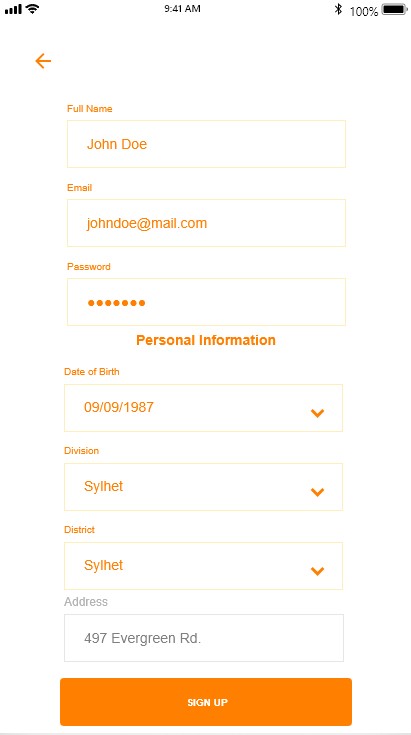 9:41 AM
100%
Full Name
John Doe
Email
johndoe@mail.com
Password
●●●●●●●
Personal Information
Date of Birth
09/09/1987
Division
Sylhet
District
Sylhet
Address
497 Evergreen Rd.
SIGN UP